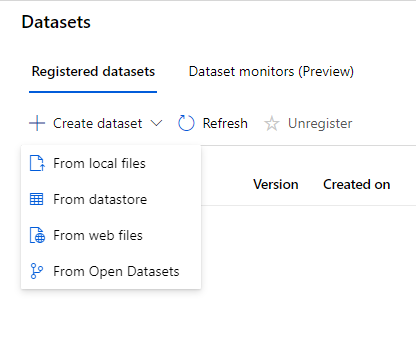 Datasets
Registered datasets Dataset monitors (Preview)
Create dataset Refresh Unregister
From local files
From datastore
Version Created on
From web files
From Open Datasets